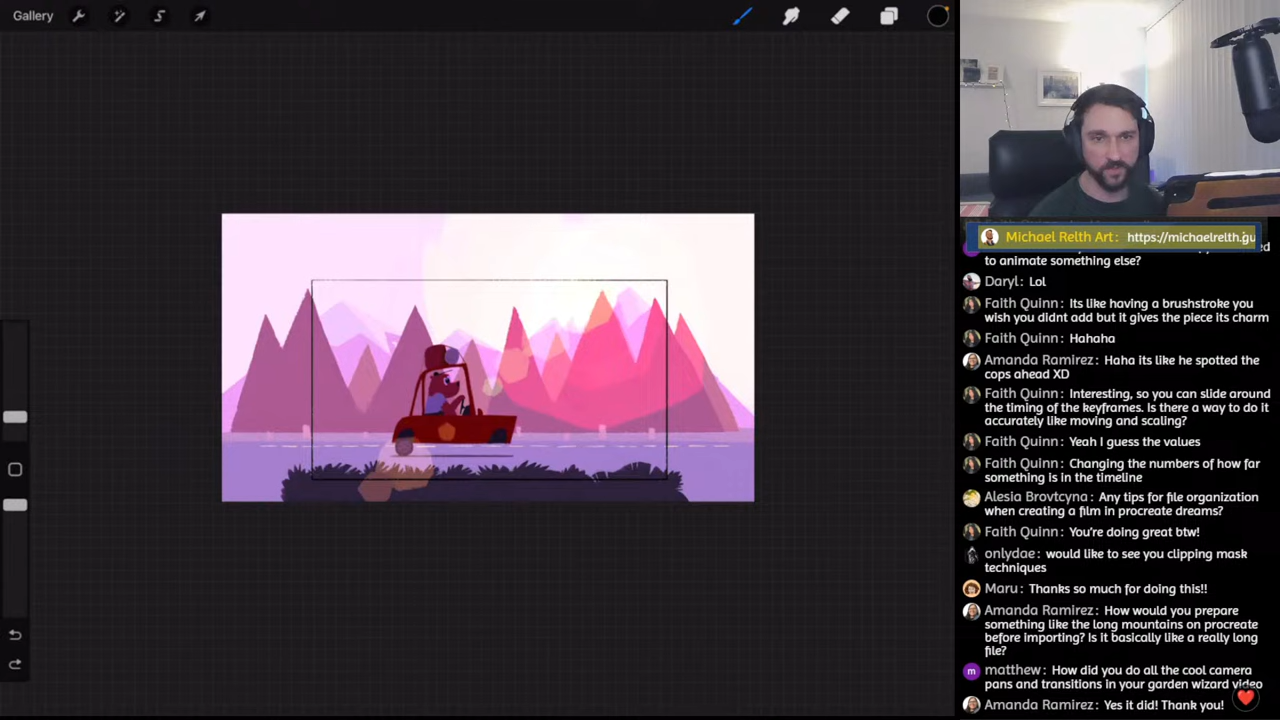 Gallery
Michael Relth Art: https://michaelrelth.gu
to animate something else?
Daryl: Lol
Faith Quinn: Its like having a brushstroke you
wish you didnt add but it gives the piece its charm
Faith Quinn: Hahaha
Amanda Ramirez: Haha its like he spotted the
cops ahead XD
Faith Quinn: Interesting, so you can slide around
the timing of the keyframes. Is there a way to do it
accurately like moving and scaling?
Faith Quinn: Yeah I guess the values
Faith Quinn: Changing the numbers of how far
something is in the timeline
Alesia Brovtcyna: Any tips for file organization
when creating a film in procreate dreams?
Faith Quinn: You're doing great btw!
onlydae: would like to see you clipping mask
techniques
Maru: Thanks so much for doing this!!
Amanda Ramirez: How would you prepare
something like the long mountains on procreate
before importing? Is it basically like a really long
file?
m matthew: How did you do all the cool camera
pans and transitions in your garden wizard video
Amanda Ramirez: Yes it did! Thank you!